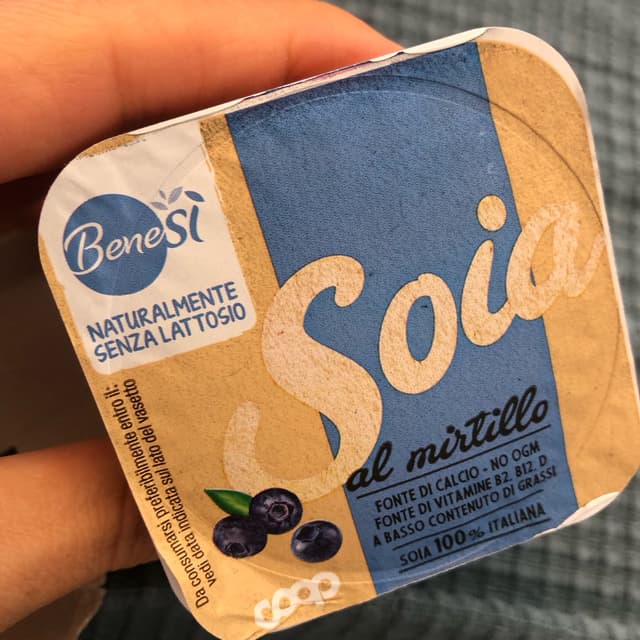 BeneSì
NATURALMENTE
SENZA LATTOSIO
Soia
al mirtillo
FONTE DI CALCIO - NO OGM
FONTE DI VITAMINE B2, B12, D
A BASSO CONTENUTO DI GRASSI
SOIA 100% ITALIANA
Da consumarsi preferibilmente entro il:
vedi data indicata sul lato del vasetto
coop